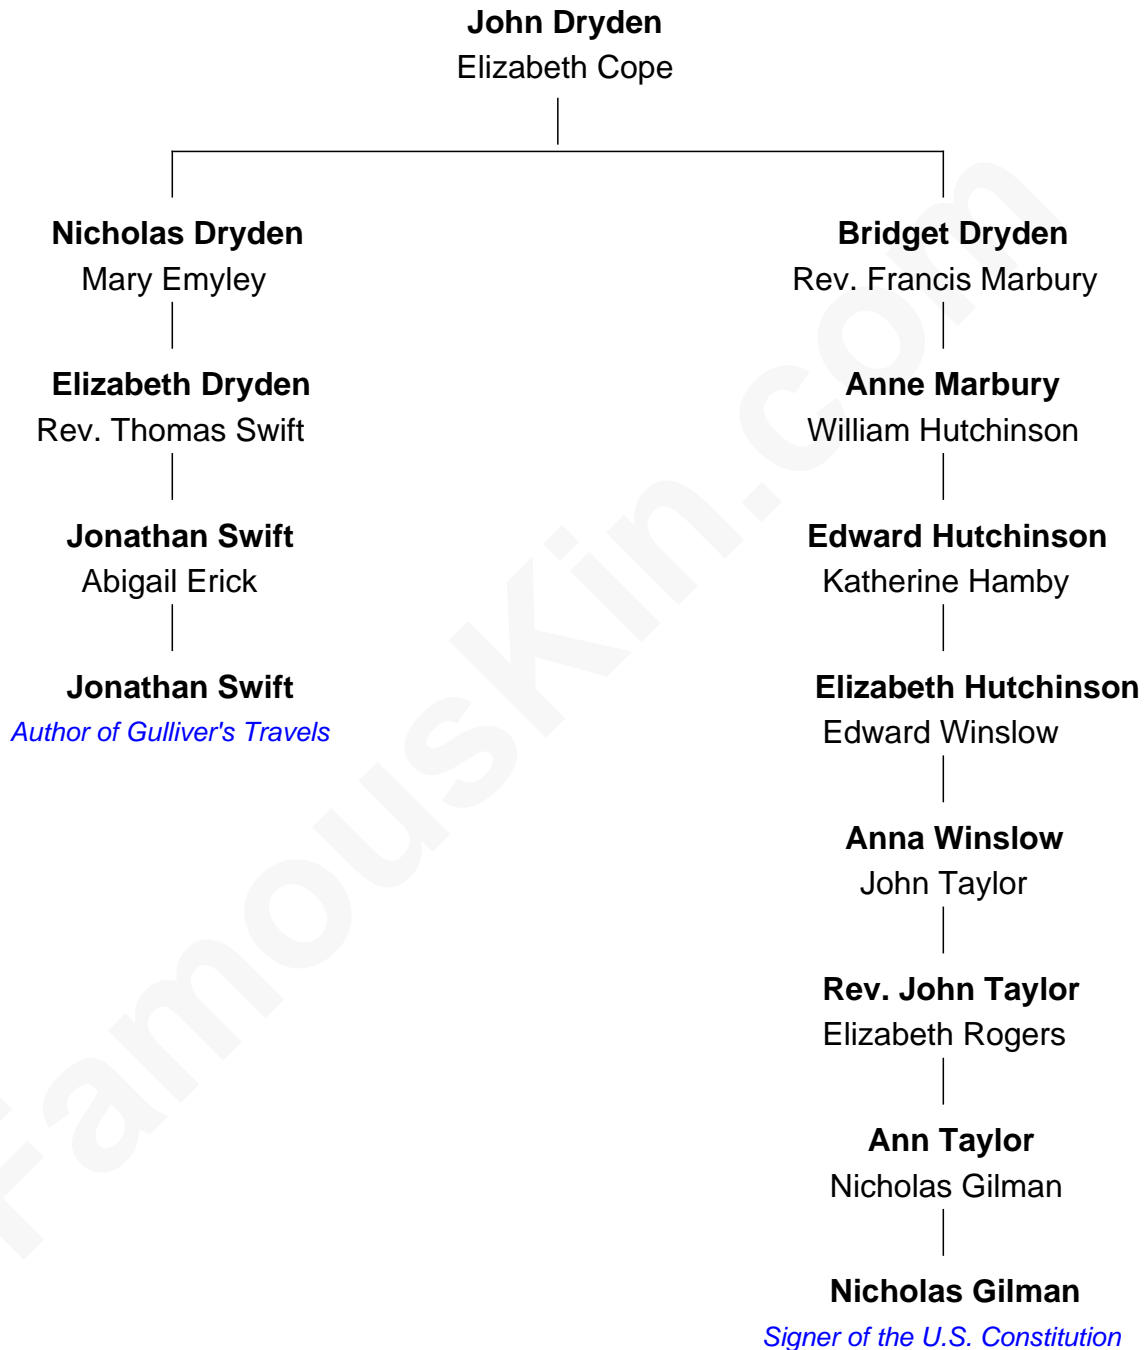 John Dryden
Elizabeth Cope
Nicholas Dryden
Mary Emyley
Elizabeth Dryden
Rev. Thomas Swift
Jonathan Swift
Abigail Erick
Jonathan Swift
Author of Gulliver's Travels
Bridget Dryden
Rev. Francis Marbury
Anne Marbury
William Hutchinson
Edward Hutchinson
Katherine Hamby
Elizabeth Hutchinson
Edward Winslow
Anna Winslow
John Taylor
Rev. John Taylor
Elizabeth Rogers
Ann Taylor
Nicholas Gilman
Nicholas Gilman
Signer of the U.S. Constitution
FamousKin.com